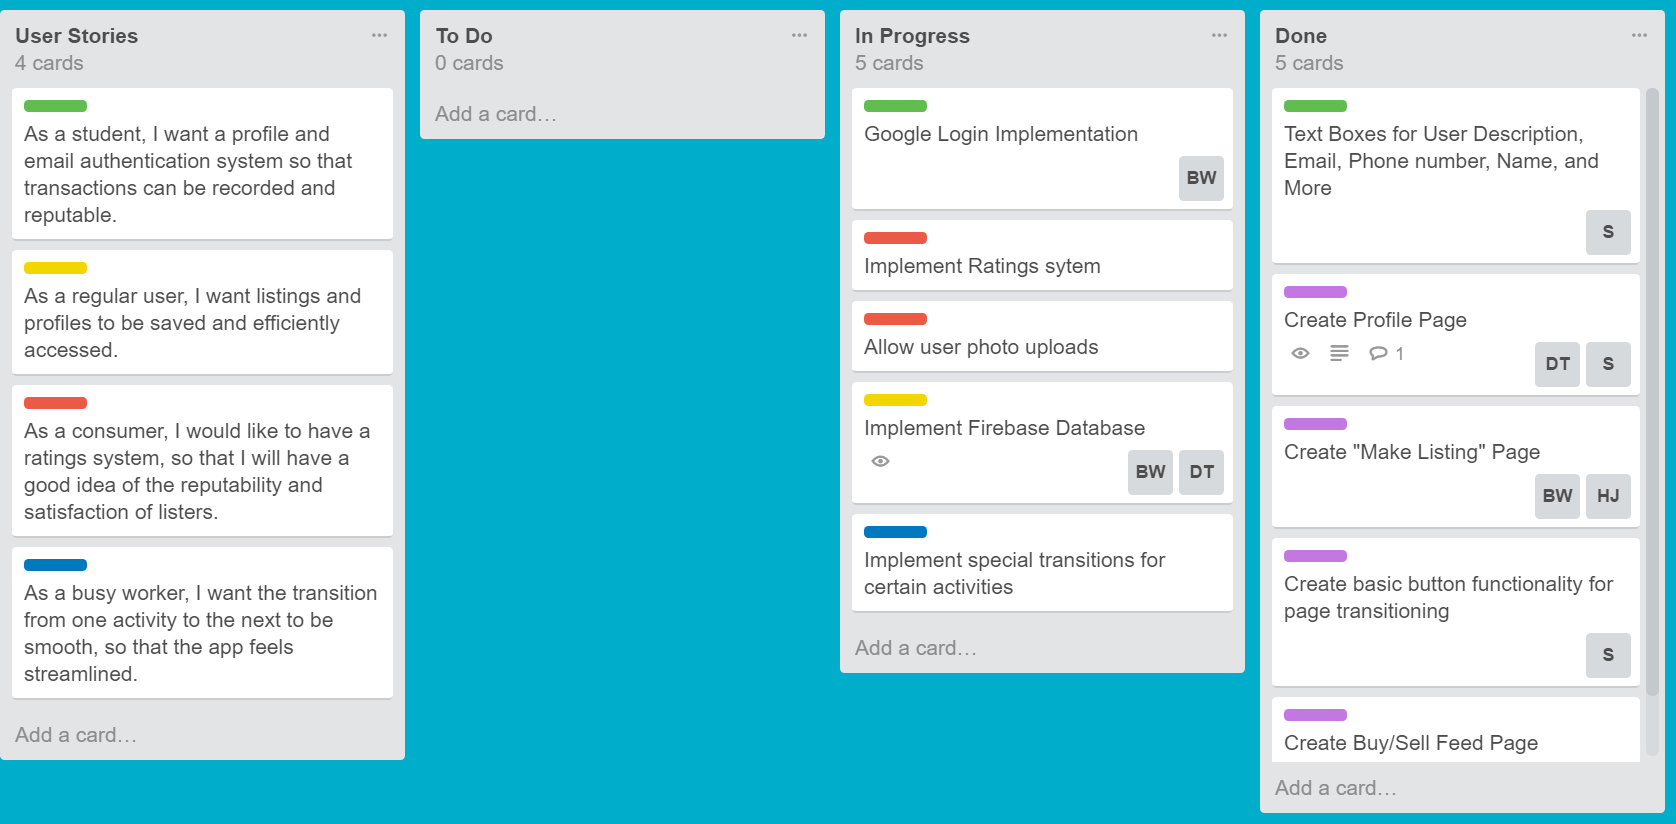 User Stories
4 cards
As a student, I want a profile and
email authentication system so that
transactions can be recorded and
reputable.
As a regular user, I want listings and
profiles to be saved and efficiently
accessed.
As a consumer, I would like to have a
ratings system, so that I will have a
good idea of the reputability and
satisfaction of listers.
As a busy worker, I want the transition
from one activity to the next to be
smooth, so that the app feels
streamlined.
Add a card…
To Do
0 cards
Add a card…
In Progress
5 cards
Google Login Implementation
BW
Implement Ratings sytem
Allow user photo uploads
Implement Firebase Database
BW DT
Implement special transitions for
certain activities
Add a card…
Done
5 cards
Text Boxes for User Description,
Email, Phone number, Name, and
More
S
Create Profile Page
1 DT S
Create "Make Listing" Page
BW HJ
Create basic button functionality for
page transitioning
S
Create Buy/Sell Feed Page
Add a card…